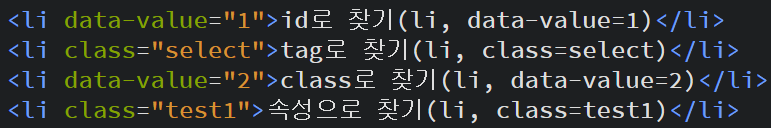 <li data-value="1">id로 찾기(li, data-value=1)</li>
<li class="select">tag로 찾기(li, class=select)</li>
<li data-value="2">class로 찾기(li, data-value=2)</li>
<li class="test1">속성으로 찾기(li, class=test1)</li>